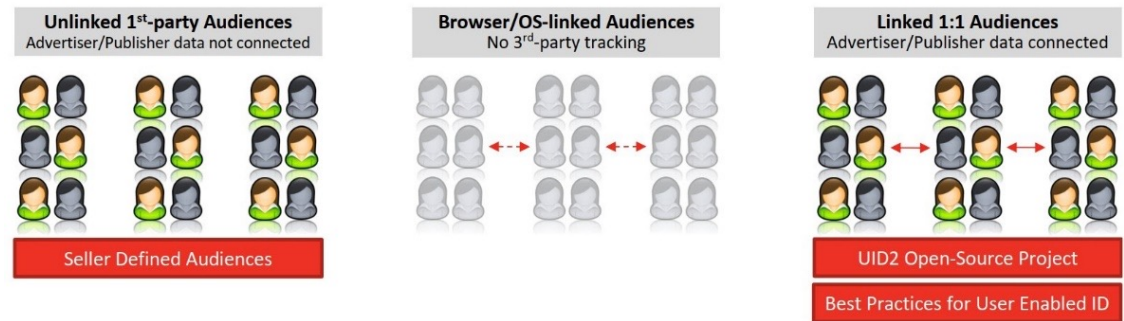 Unlinked 1st-party Audiences
Advertiser/Publisher data not connected
Seller Defined Audiences
Browser/OS-linked Audiences
No 3rd-party tracking
Linked 1:1 Audiences
Advertiser/Publisher data connected
UID2 Open-Source Project
Best Practices for User Enabled ID